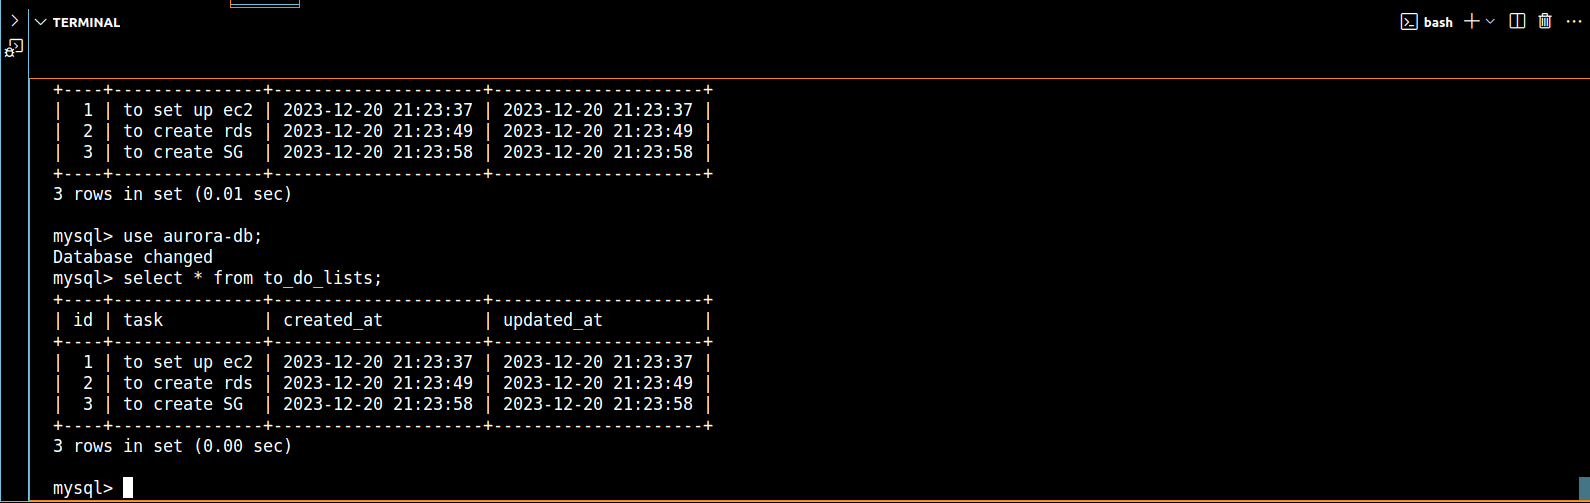 TERMINAL
bash
+----+---------------+---------------------+---------------------+
|  1 | to set up ec2 | 2023-12-20 21:23:37 | 2023-12-20 21:23:37 |
|  2 | to create rds | 2023-12-20 21:23:49 | 2023-12-20 21:23:49 |
|  3 | to create SG  | 2023-12-20 21:23:58 | 2023-12-20 21:23:58 |
+----+---------------+---------------------+---------------------+
3 rows in set (0.01 sec)
mysql> use aurora-db;
Database changed
mysql> select * from to_do_lists;
+----+---------------+---------------------+---------------------+
| id | task          | created_at          | updated_at          |
+----+---------------+---------------------+---------------------+
|  1 | to set up ec2 | 2023-12-20 21:23:37 | 2023-12-20 21:23:37 |
|  2 | to create rds | 2023-12-20 21:23:49 | 2023-12-20 21:23:49 |
|  3 | to create SG  | 2023-12-20 21:23:58 | 2023-12-20 21:23:58 |
+----+---------------+---------------------+---------------------+
3 rows in set (0.00 sec)
mysql>